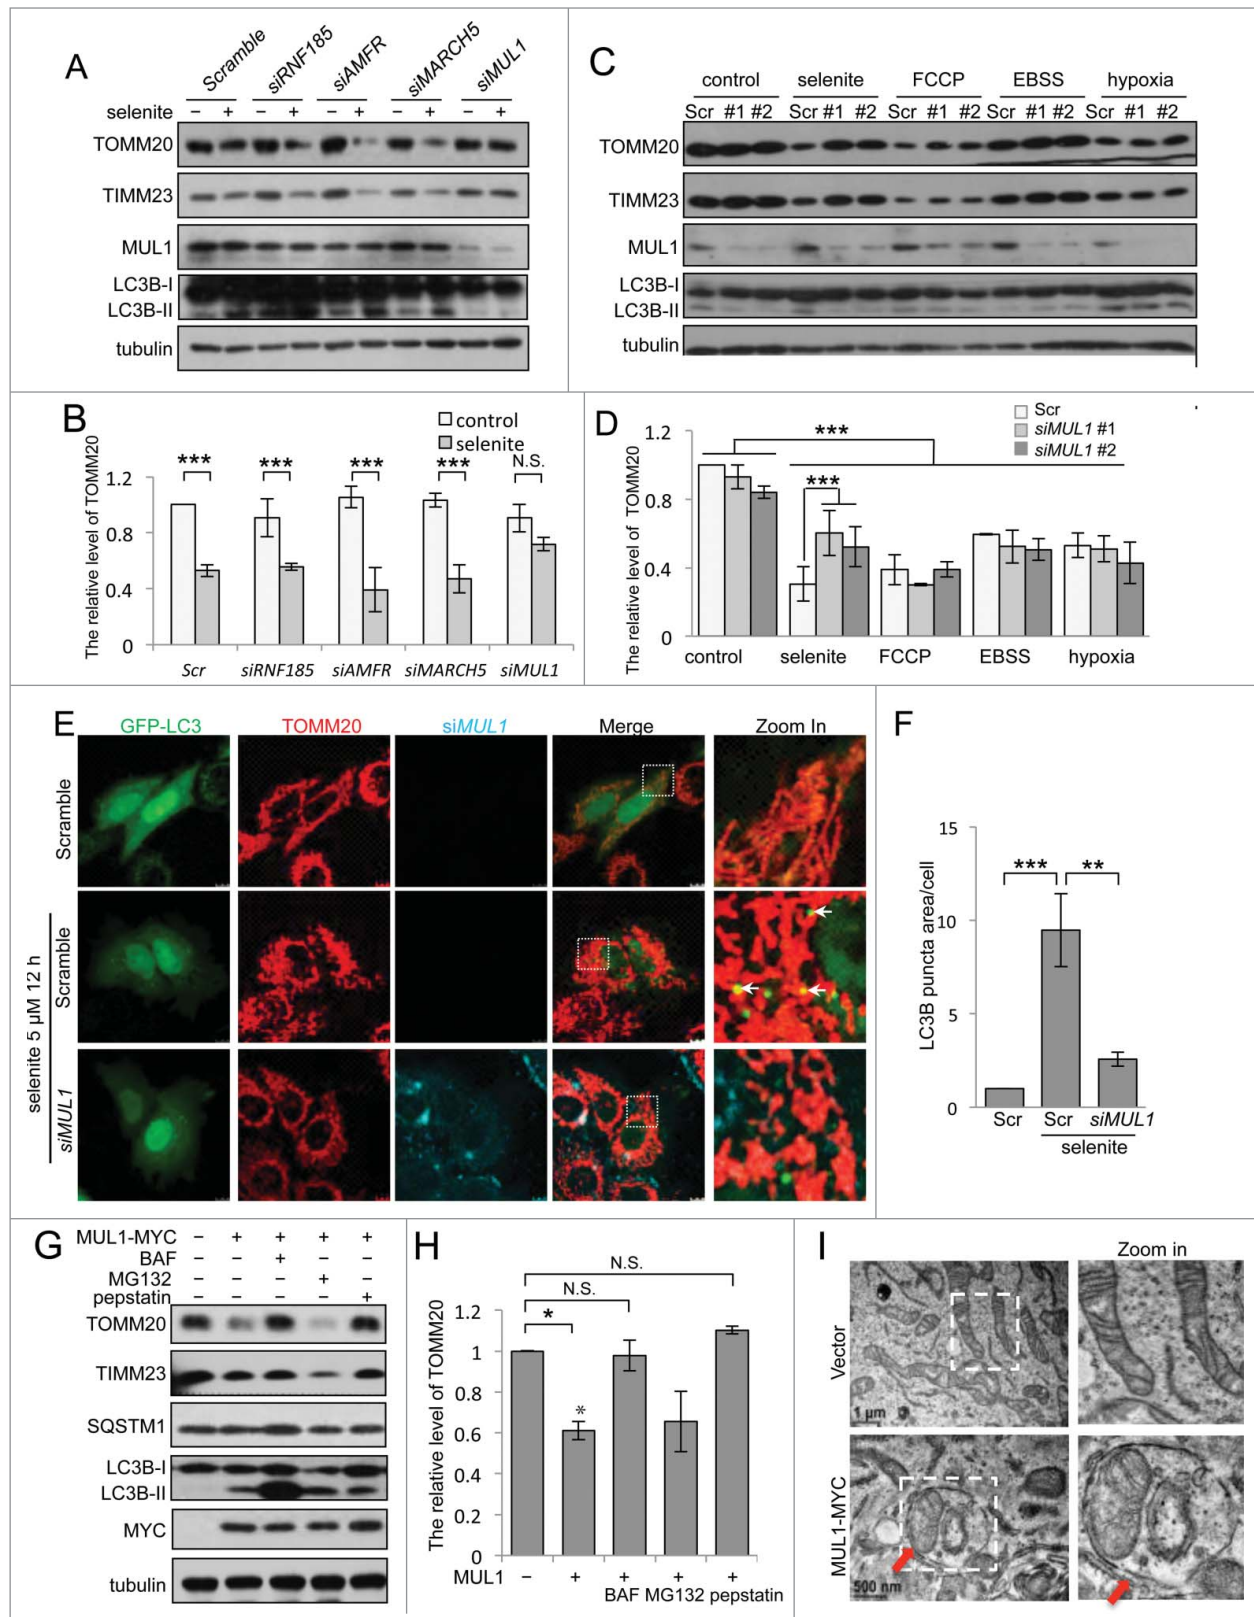 A
Scramble siRNF185 siAMFR siMARCH5 siMUL1
selenite − + − + − + − + − +
TOMM20
TIMM23
MUL1
LC3B-I
LC3B-II
tubulin
C
control selenite FCCP EBSS hypoxia
Scr #1 #2 Scr #1 #2 Scr #1 #2 Scr #1 #2 Scr #1 #2
TOMM20
TIMM23
MUL1
LC3B-I
LC3B-II
tubulin
B
control
selenite
*** *** *** *** N.S.
The relative level of TOMM20
1.2
0.8
0.4
0
Scr siRNF185 siAMFR siMARCH5 siMUL1
D
Scr
siMUL1 #1
siMUL1 #2
***
***
The relative level of TOMM20
1.2
0.8
0.4
0
control selenite FCCP EBSS hypoxia
E
GFP-LC3 TOMM20 siMUL1 Merge Zoom In
Scramble
selenite 5 µM 12 h
Scramble
siMUL1
F
LC3B puncta area/cell
15
10
5
0
*** **
Scr Scr siMUL1
selenite
G
MUL1-MYC − + + + +
BAF − − + − −
MG132 − − − + −
pepstatin − − − − +
TOMM20
TIMM23
SQSTM1
LC3B-I
LC3B-II
MYC
tubulin
H
N.S.
N.S.
*
*
The relative level of TOMM20
1.2
1
0.8
0.6
0.4
0.2
0
MUL1 − + + + +
BAF MG132 pepstatin
I
Zoom in
Vector
1 µm
MUL1-MYC
500 nm